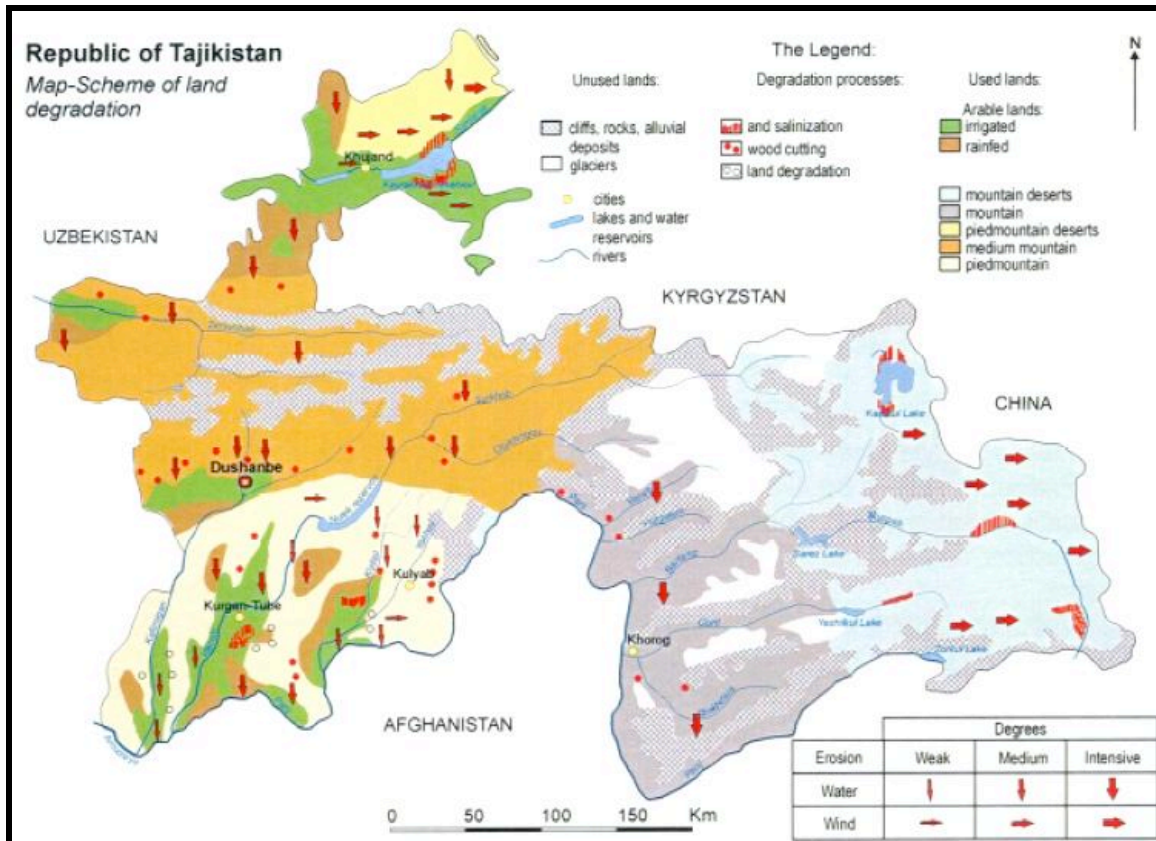 Republic of Tajikistan
Map-Scheme of land
degradation
The Legend:
Unused lands:
cliffs, rocks, alluvial
deposits
glaciers
cities
lakes and water
reservoirs
rivers
Degradation processes:
and salinization
wood cutting
land degradation
Used lands:
Arable lands:
irrigated
rainfed
mountain deserts
mountain
piedmountain deserts
medium mountain
piedmountain
N
Khujand
UZBEKISTAN
KYRGYZSTAN
CHINA
AFGHANISTAN
Surkhob
Dushanbe
Kulyab
Kurgan-Tube
Khorog
Sarez Lake
Gunt
Yashilkul Lake
0 50 100 150 Km
Degrees
Erosion Weak Medium Intensive
Water
Wind